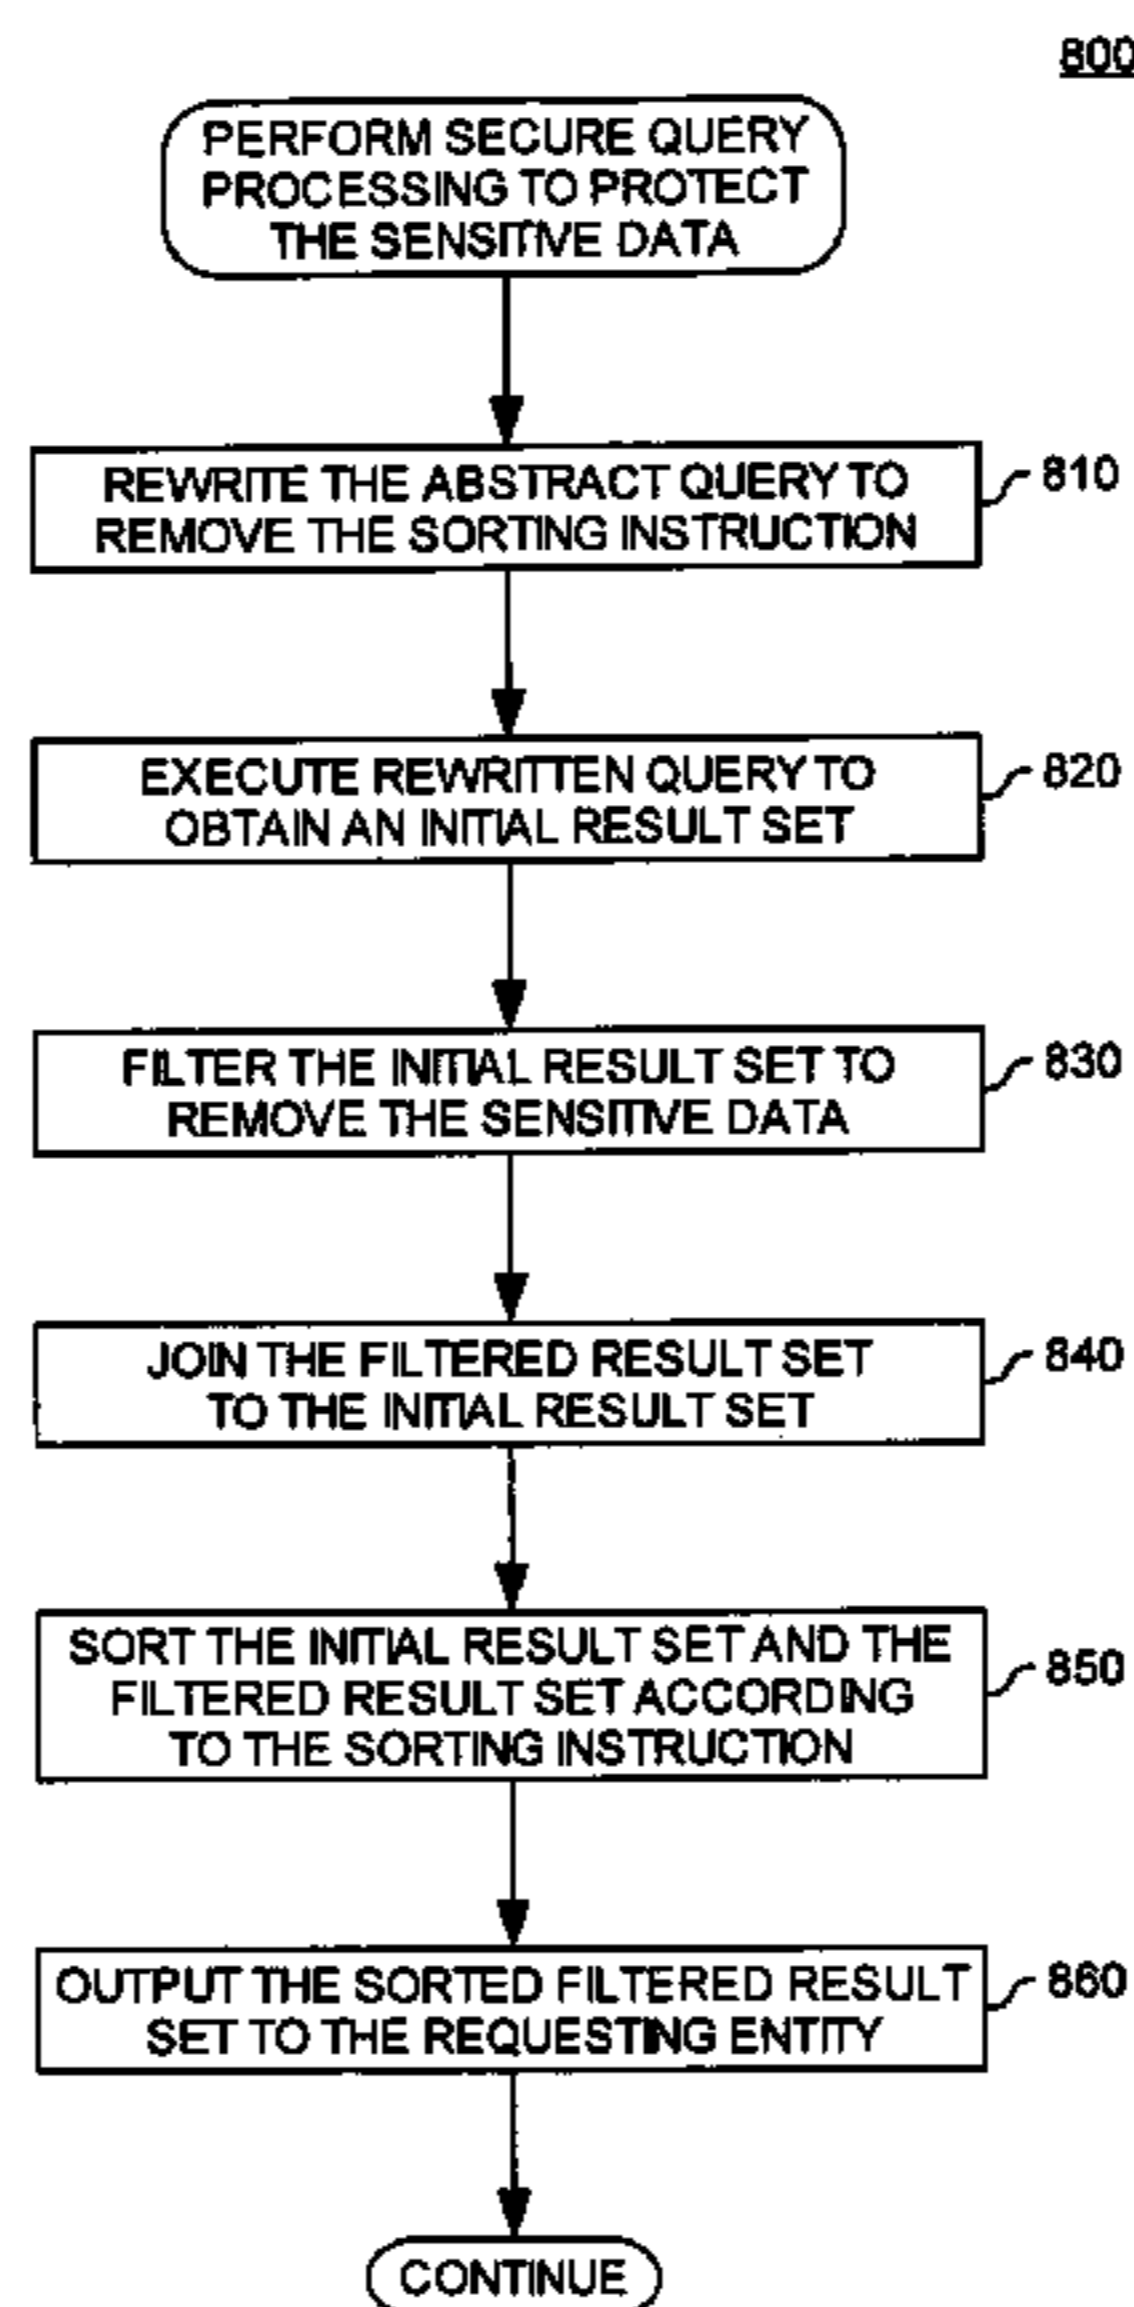 800
PERFORM SECURE QUERY
PROCESSING TO PROTECT
THE SENSITIVE DATA
REWRITE THE ABSTRACT QUERY TO
REMOVE THE SORTING INSTRUCTION
810
EXECUTE REWRITTEN QUERY TO
OBTAIN AN INITIAL RESULT SET
820
FILTER THE INITIAL RESULT SET TO
REMOVE THE SENSITIVE DATA
830
JOIN THE FILTERED RESULT SET
TO THE INITIAL RESULT SET
840
SORT THE INITIAL RESULT SET AND THE
FILTERED RESULT SET ACCORDING
TO THE SORTING INSTRUCTION
850
OUTPUT THE SORTED FILTERED RESULT
SET TO THE REQUESTING ENTITY
860
CONTINUE